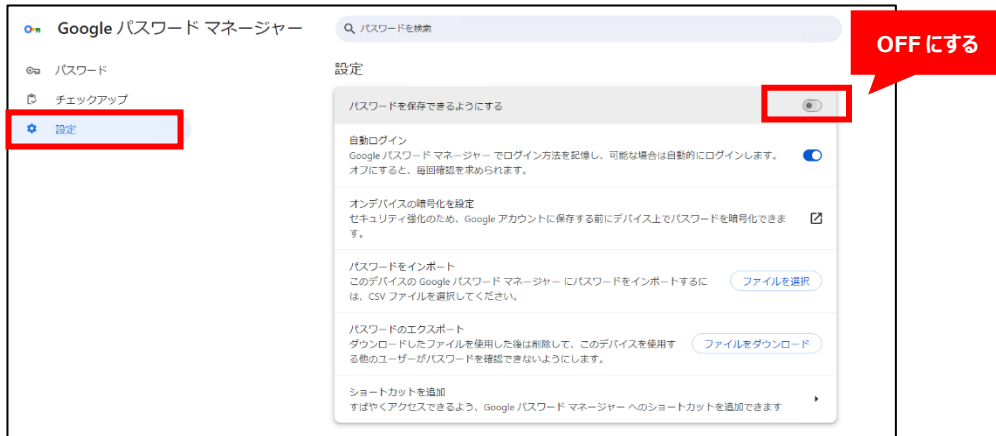 Google パスワード マネージャー
パスワードを検索
OFFにする
パスワード
チェックアップ
設定
設定
パスワードを保存できるようにする
自動ログイン
Google パスワード マネージャー でログイン方法を記憶し、可能な場合は自動的にログインします。
オフにすると、毎回確認を求められます。
オンデバイスの暗号化を設定
セキュリティ強化のため、Google アカウントに保存する前にデバイス上でパスワードを暗号化できま
す。
パスワードをインポート
このデバイスの Google パスワード マネージャー にパスワードをインポートするに
は、CSV ファイルを選択してください。
ファイルを選択
パスワードのエクスポート
ダウンロードしたファイルを使用した後は削除して、このデバイスを使用す
る他のユーザーがパスワードを確認できないようにします。
ファイルをダウンロード
ショートカットを追加
すばやくアクセスできるよう、Google パスワード マネージャー へのショートカットを追加できます